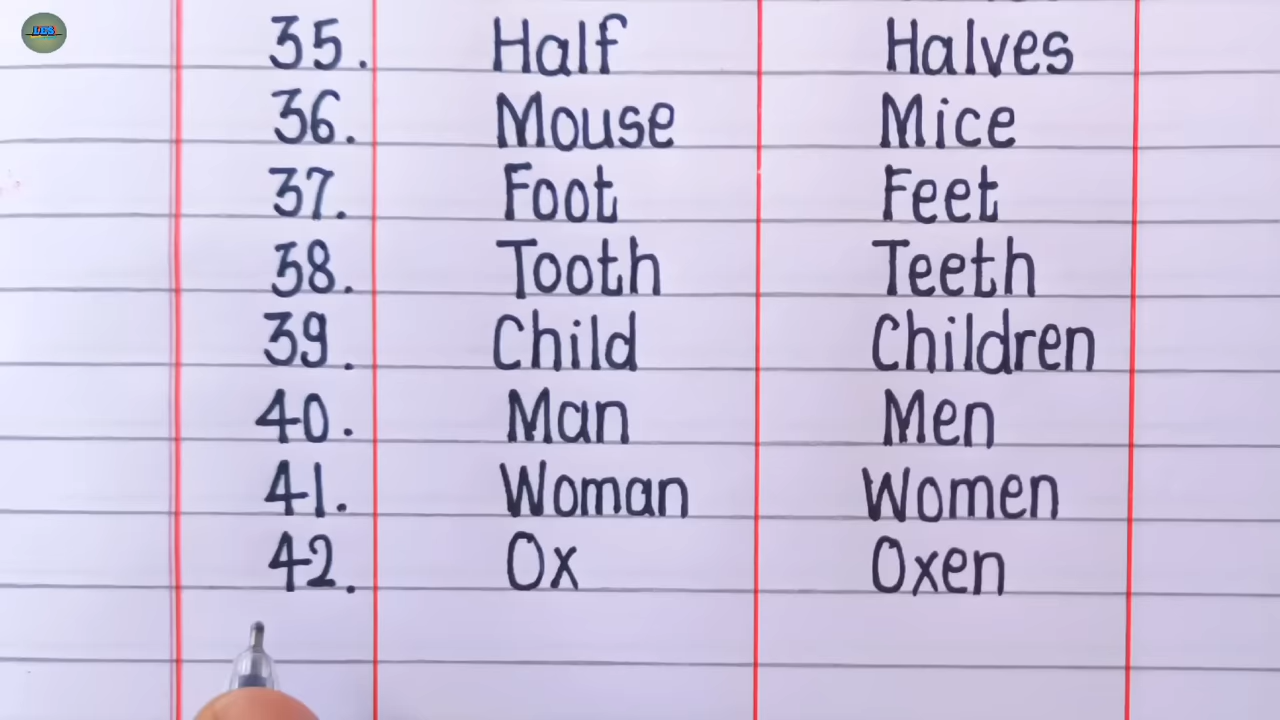 35. Half Halves
36. Mouse Mice
37. Foot Feet
38. Tooth Teeth
39. Child Children
40. Man Men
41. Woman Women
42. Ox Oxen